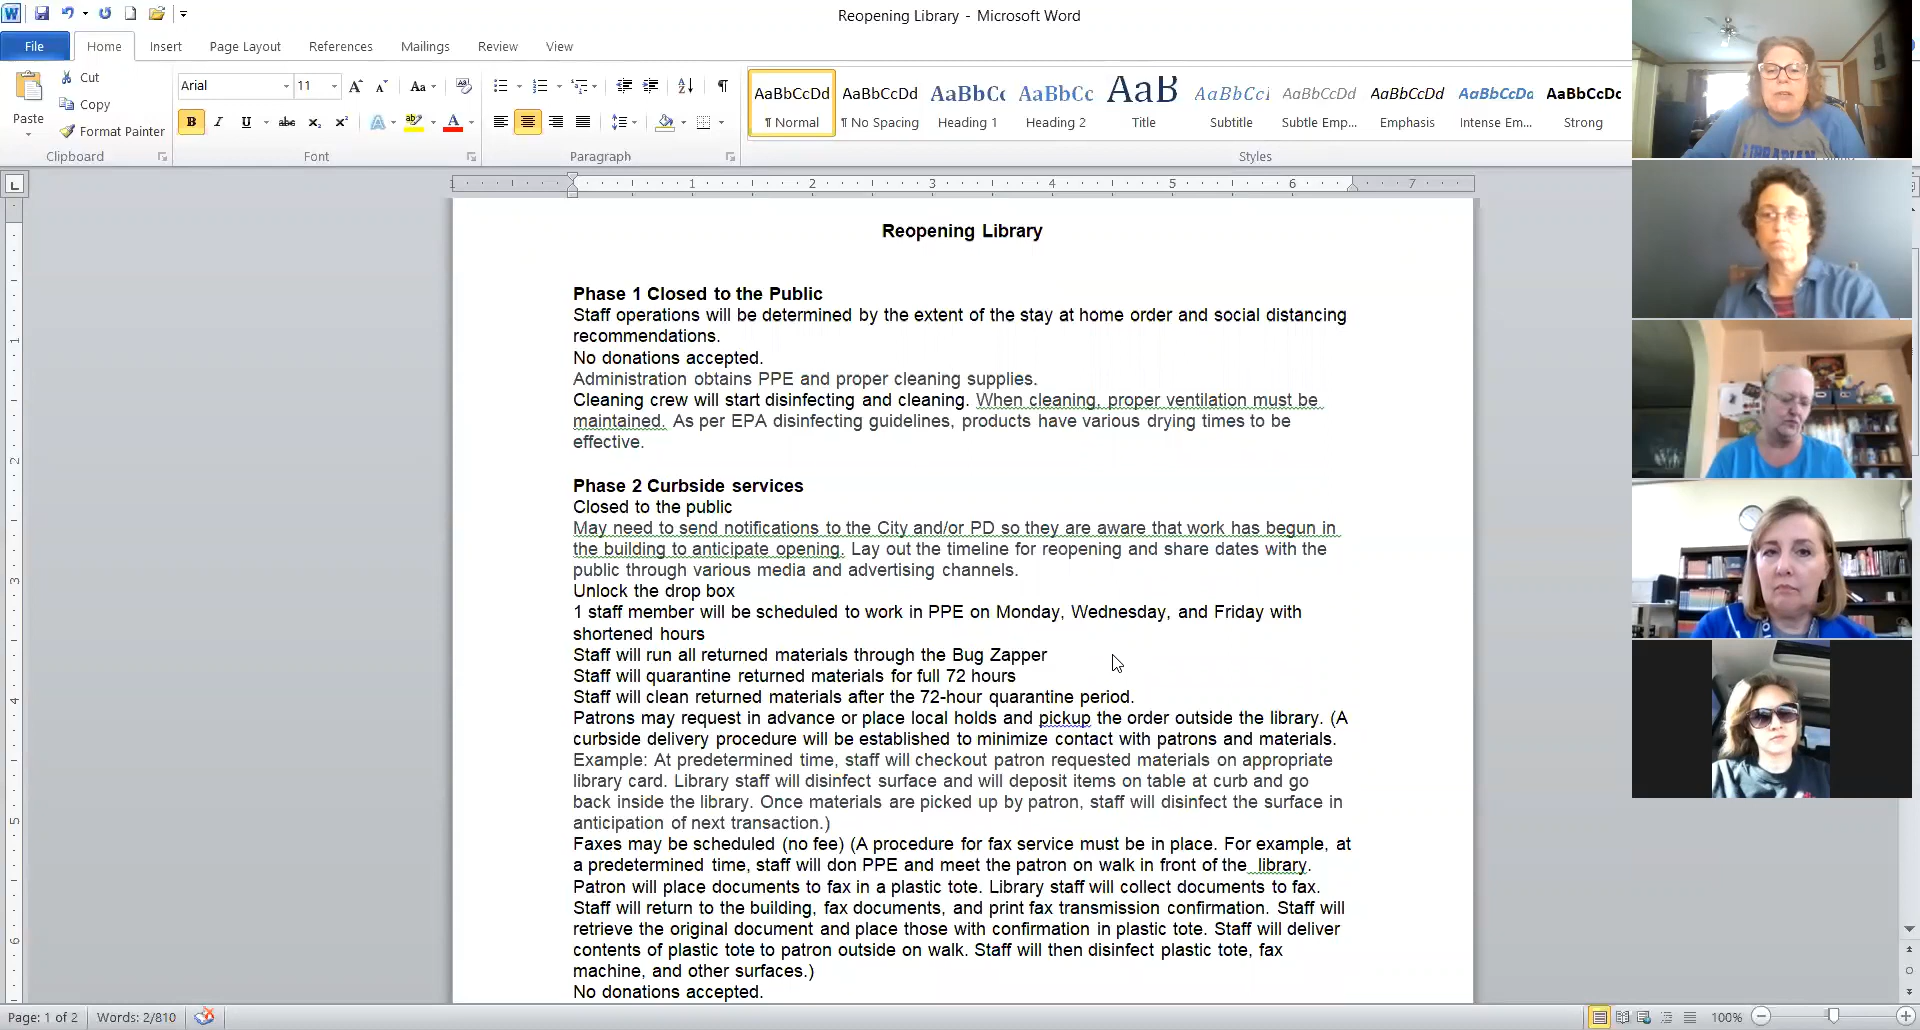 Reopening Library - Microsoft Word
File Home Insert Page Layout References Mailings Review View
Paste
Cut
Copy
Format Painter
Clipboard
Arial 11
Font
Paragraph
AaBbCcDd AaBbCcDd AaBbCc AaBbCc AaB AaBbCcI AaBbCcDd AaBbCcDd AaBbCcDd AaBbCcDd
¶ Normal ¶ No Spacing Heading 1 Heading 2 Title Subtitle Subtle Emp... Emphasis Intense Em... Strong
Styles
1 1 2 3 4 5 6 7
Reopening Library
Phase 1 Closed to the Public
Staff operations will be determined by the extent of the stay at home order and social distancing
recommendations.
No donations accepted.
Administration obtains PPE and proper cleaning supplies.
Cleaning crew will start disinfecting and cleaning. When cleaning, proper ventilation must be
maintained. As per EPA disinfecting guidelines, products have various drying times to be
effective.
Phase 2 Curbside services
Closed to the public
May need to send notifications to the City and/or PD so they are aware that work has begun in
the building to anticipate opening. Lay out the timeline for reopening and share dates with the
public through various media and advertising channels.
Unlock the drop box
1 staff member will be scheduled to work in PPE on Monday, Wednesday, and Friday with
shortened hours
Staff will run all returned materials through the Bug Zapper
Staff will quarantine returned materials for full 72 hours
Staff will clean returned materials after the 72-hour quarantine period.
Patrons may request in advance or place local holds and pickup the order outside the library. (A
curbside delivery procedure will be established to minimize contact with patrons and materials.
Example: At predetermined time, staff will checkout patron requested materials on appropriate
library card. Library staff will disinfect surface and will deposit items on table at curb and go
back inside the library. Once materials are picked up by patron, staff will disinfect the surface in
anticipation of next transaction.)
Faxes may be scheduled (no fee) (A procedure for fax service must be in place. For example, at
a predetermined time, staff will don PPE and meet the patron on walk in front of the library.
Patron will place documents to fax in a plastic tote. Library staff will collect documents to fax.
Staff will return to the building, fax documents, and print fax transmission confirmation. Staff will
retrieve the original document and place those with confirmation in plastic tote. Staff will deliver
contents of plastic tote to patron outside on walk. Staff will then disinfect plastic tote, fax
machine, and other surfaces.)
No donations accepted.
Page: 1 of 2 Words: 2/810 100%